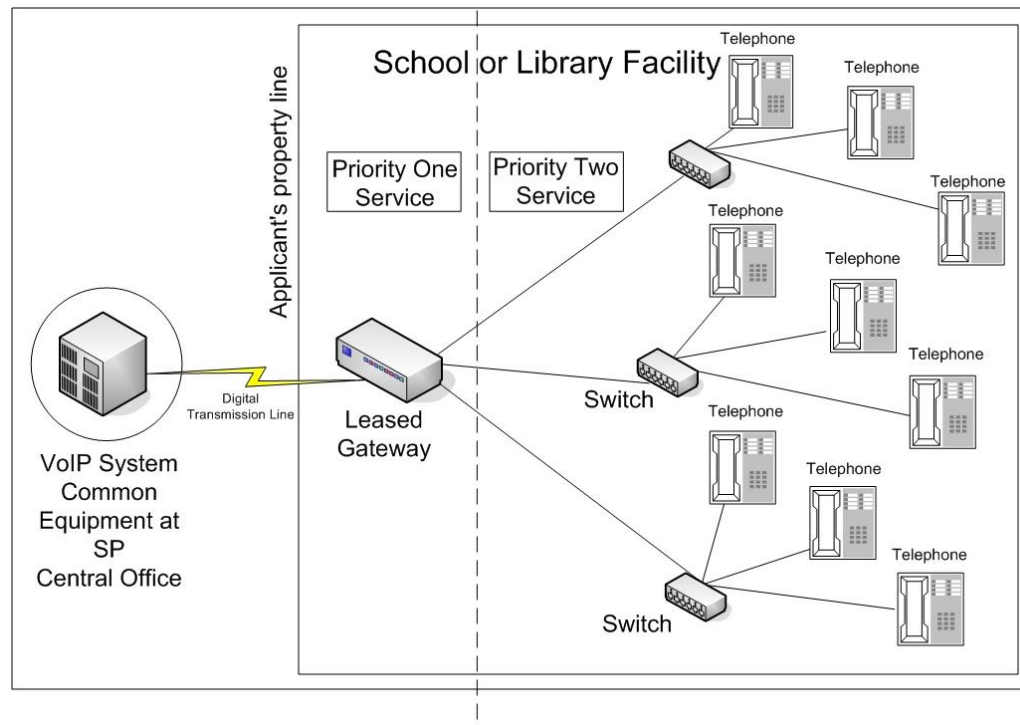 School or Library Facility
Applicant's property line
Priority One
Service
Priority Two
Service
Telephone
Telephone
Telephone
Telephone
Telephone
Telephone
Telephone
Telephone
Telephone
Switch
Switch
Digital
Transmission Line
Leased
Gateway
VoIP System
Common
Equipment at
SP
Central Office